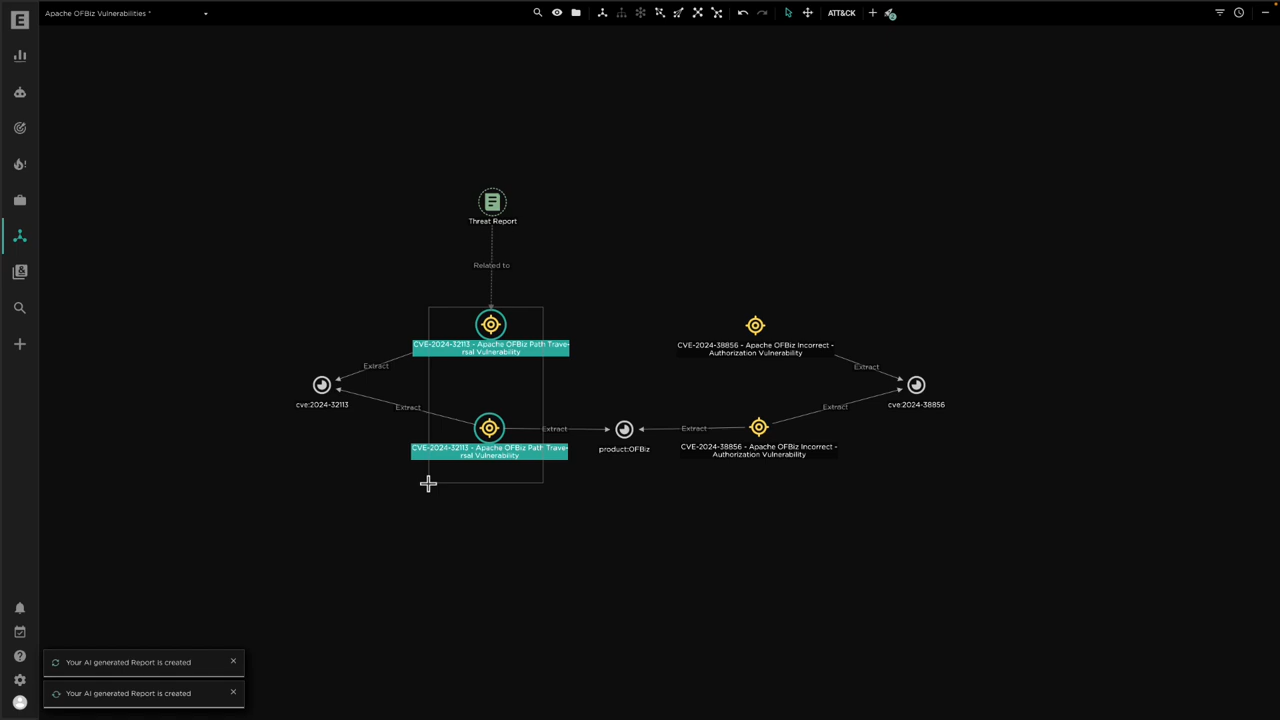 E
Apache OFBiz Vulnerabilities *
ATT&CK
2
Threat Report
Related to
CVE-2024-32113 - Apache OFBiz Path Trave-
rsal Vulnerability
CVE-2024-38856 - Apache OFBiz Incorrect -
Authorization Vulnerability
Extract
Extract
cve:2024-32113
cve:2024-38856
Extract
Extract
Extract
Extract
CVE-2024-32113 - Apache OFBiz Path Trave-
rsal Vulnerability
product:OFBiz
CVE-2024-38856 - Apache OFBiz Incorrect -
Authorization Vulnerability
Your AI generated Report is created
Your AI generated Report is created